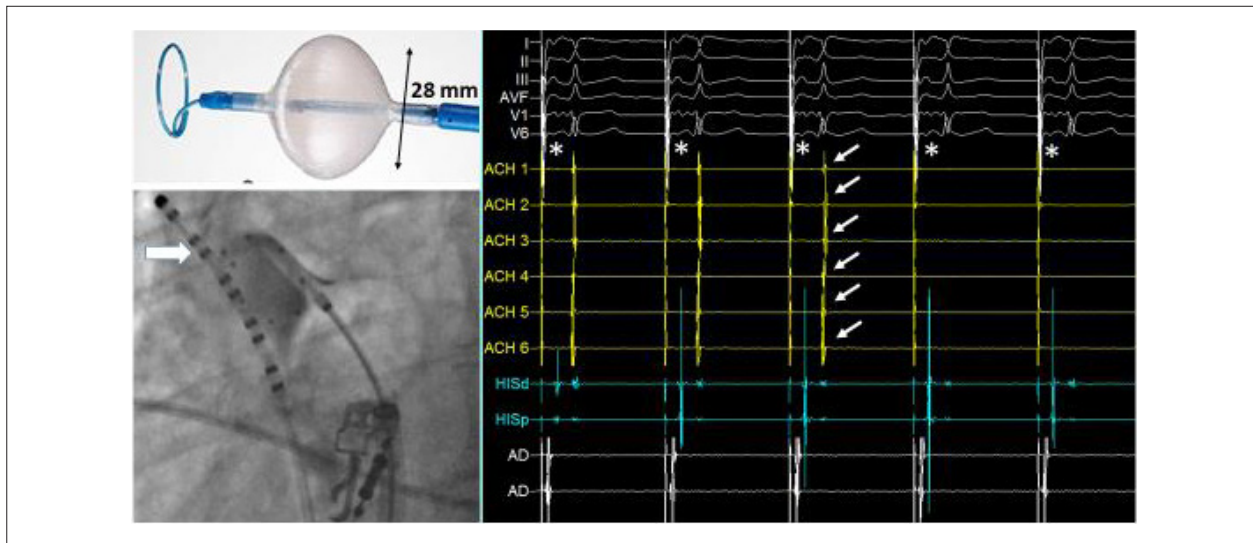 28 mm
I
II
III
AVF
V1
V6
* * * * *
ACH 1
ACH 2
ACH 3
ACH 4
ACH 5
ACH 6
HISd
HISp
AD
AD